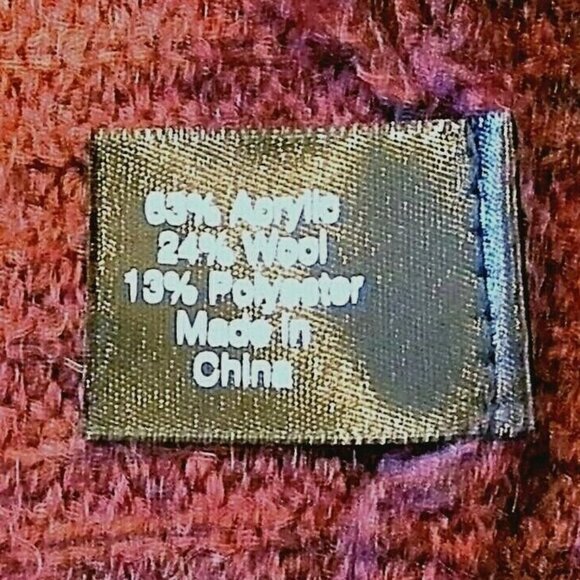 63% Acrylic
24% Wool
13% Polyester
Made in
China